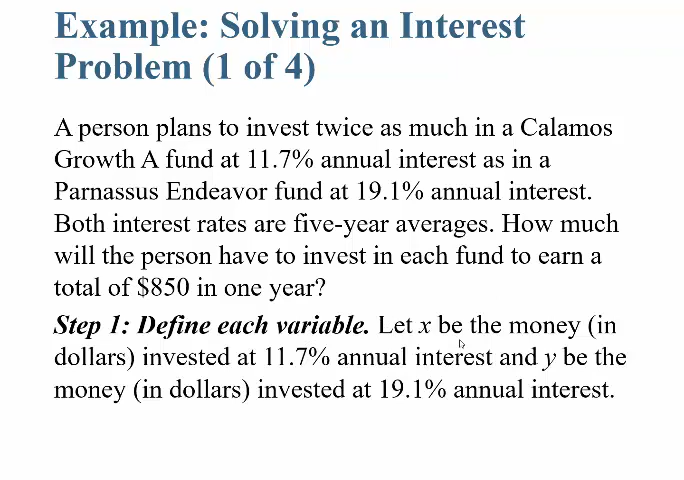 Example: Solving an Interest
Problem (1 of 4)
A person plans to invest twice as much in a Calamos
Growth A fund at 11.7% annual interest as in a
Parnassus Endeavor fund at 19.1% annual interest.
Both interest rates are five-year averages. How much
will the person have to invest in each fund to earn a
total of $850 in one year?
Step 1: Define each variable. Let x be the money (in
dollars) invested at 11.7% annual interest and y be the
money (in dollars) invested at 19.1% annual interest.